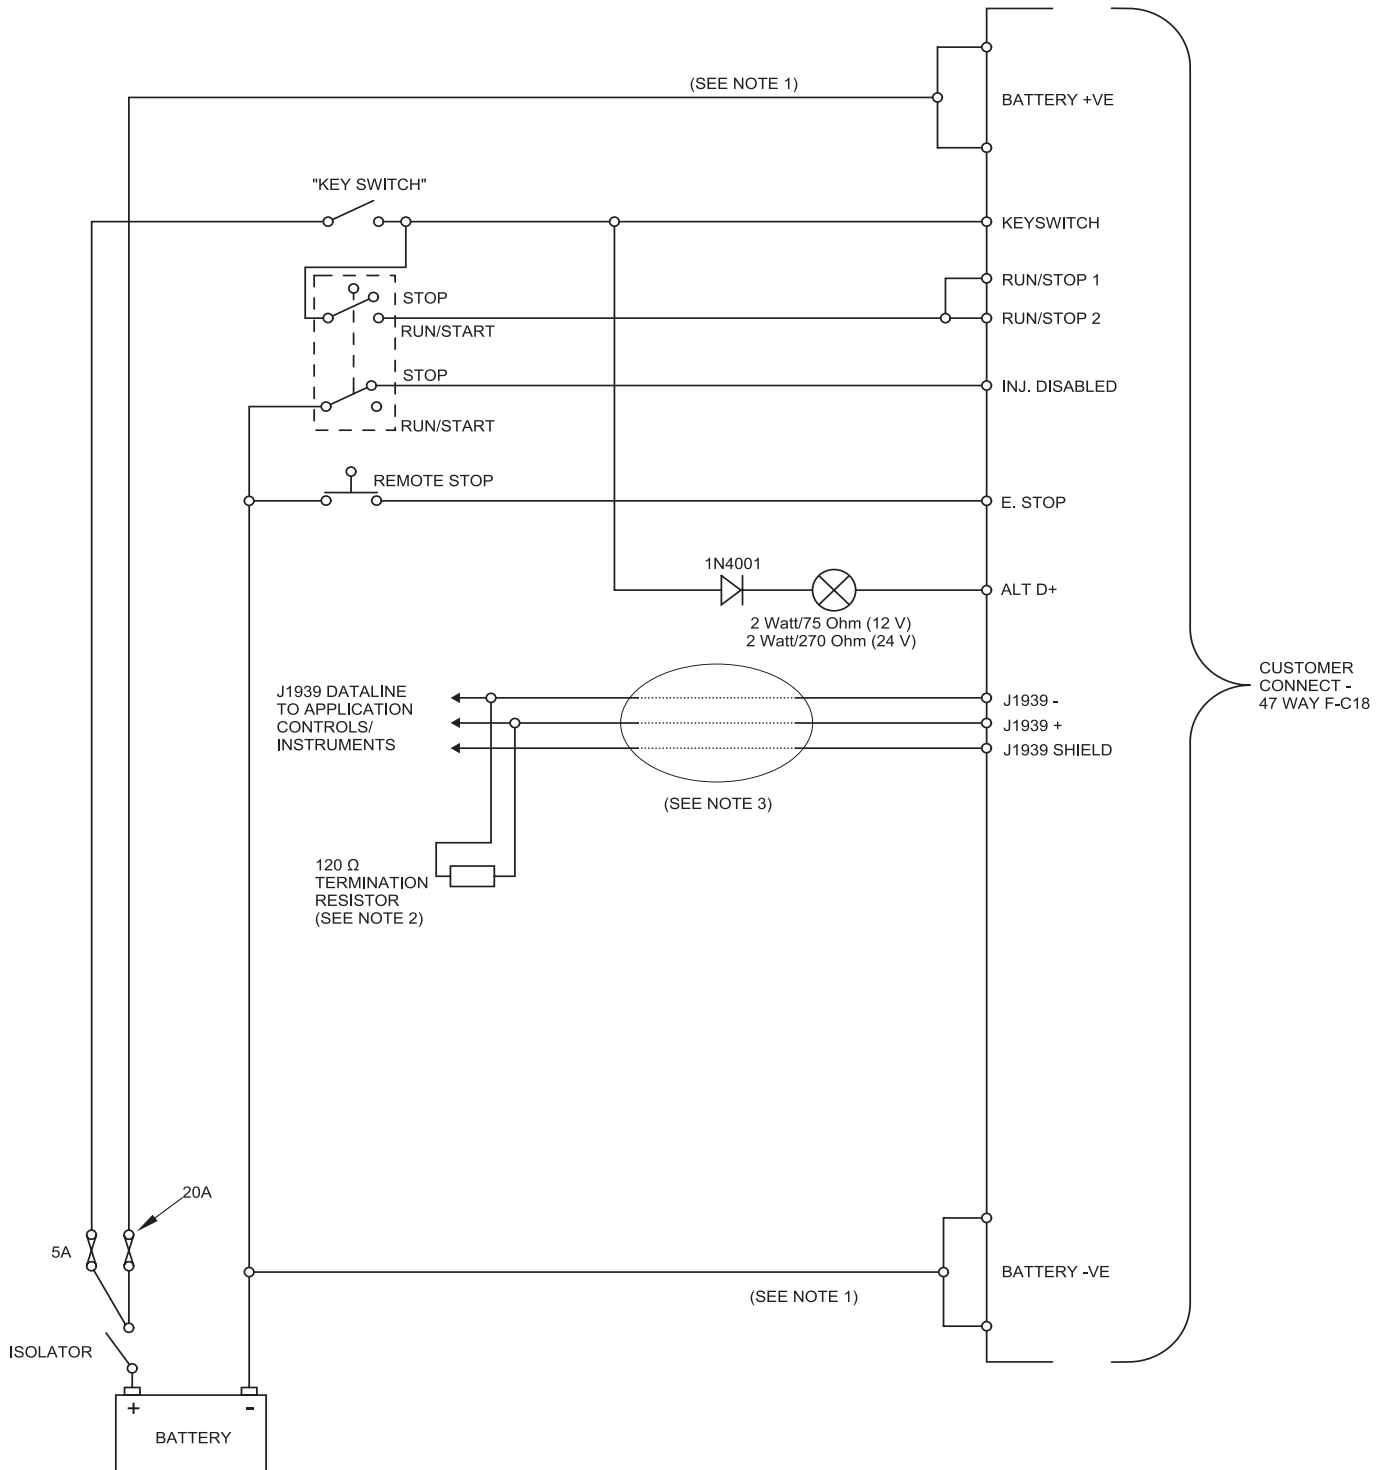 (SEE NOTE 1)
BATTERY +VE
"KEY SWITCH"
KEYSWITCH
RUN/STOP 1
STOP
RUN/STOP 2
RUN/START
STOP
INJ. DISABLED
RUN/START
REMOTE STOP
E. STOP
1N4001
ALT D+
2 Watt/75 Ohm (12 V)
2 Watt/270 Ohm (24 V)
CUSTOMER
CONNECT -
47 WAY F-C18
J1939 DATALINE
TO APPLICATION
CONTROLS/
INSTRUMENTS
J1939 -
J1939 +
J1939 SHIELD
(SEE NOTE 3)
120 Ω
TERMINATION
RESISTOR
(SEE NOTE 2)
20A
5A
BATTERY -VE
(SEE NOTE 1)
ISOLATOR
+ -
BATTERY